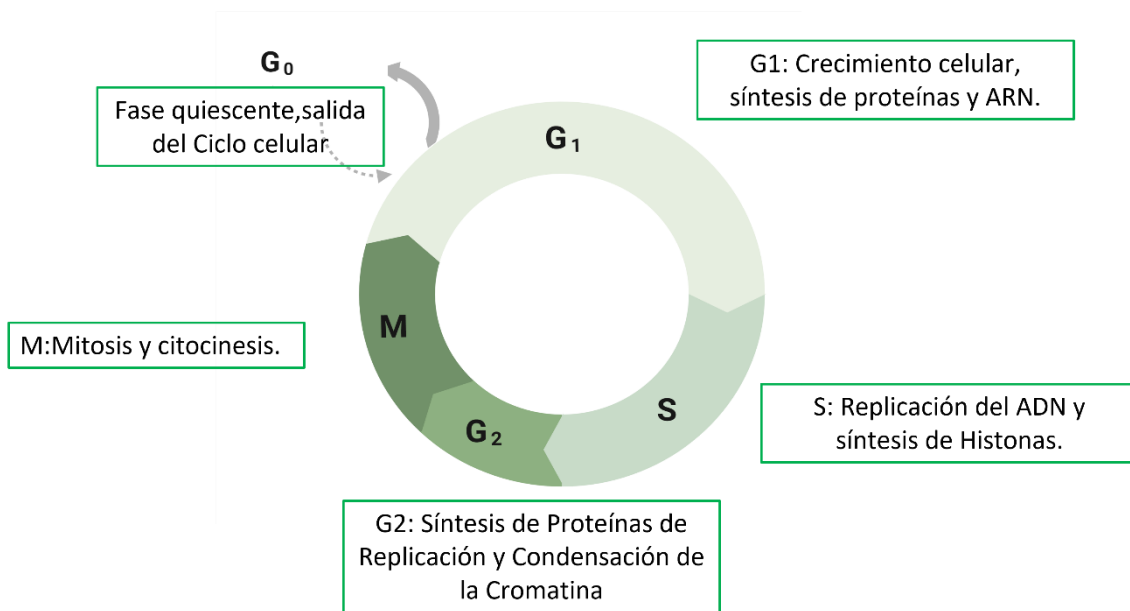 G₀
Fase quiescente,salida
del Ciclo celular
G₁
G1: Crecimiento celular,
síntesis de proteínas y ARN.
M
M:Mitosis y citocinesis.
S
S: Replicación del ADN y
síntesis de Histonas.
G₂
G2: Síntesis de Proteínas de
Replicación y Condensación de
la Cromatina